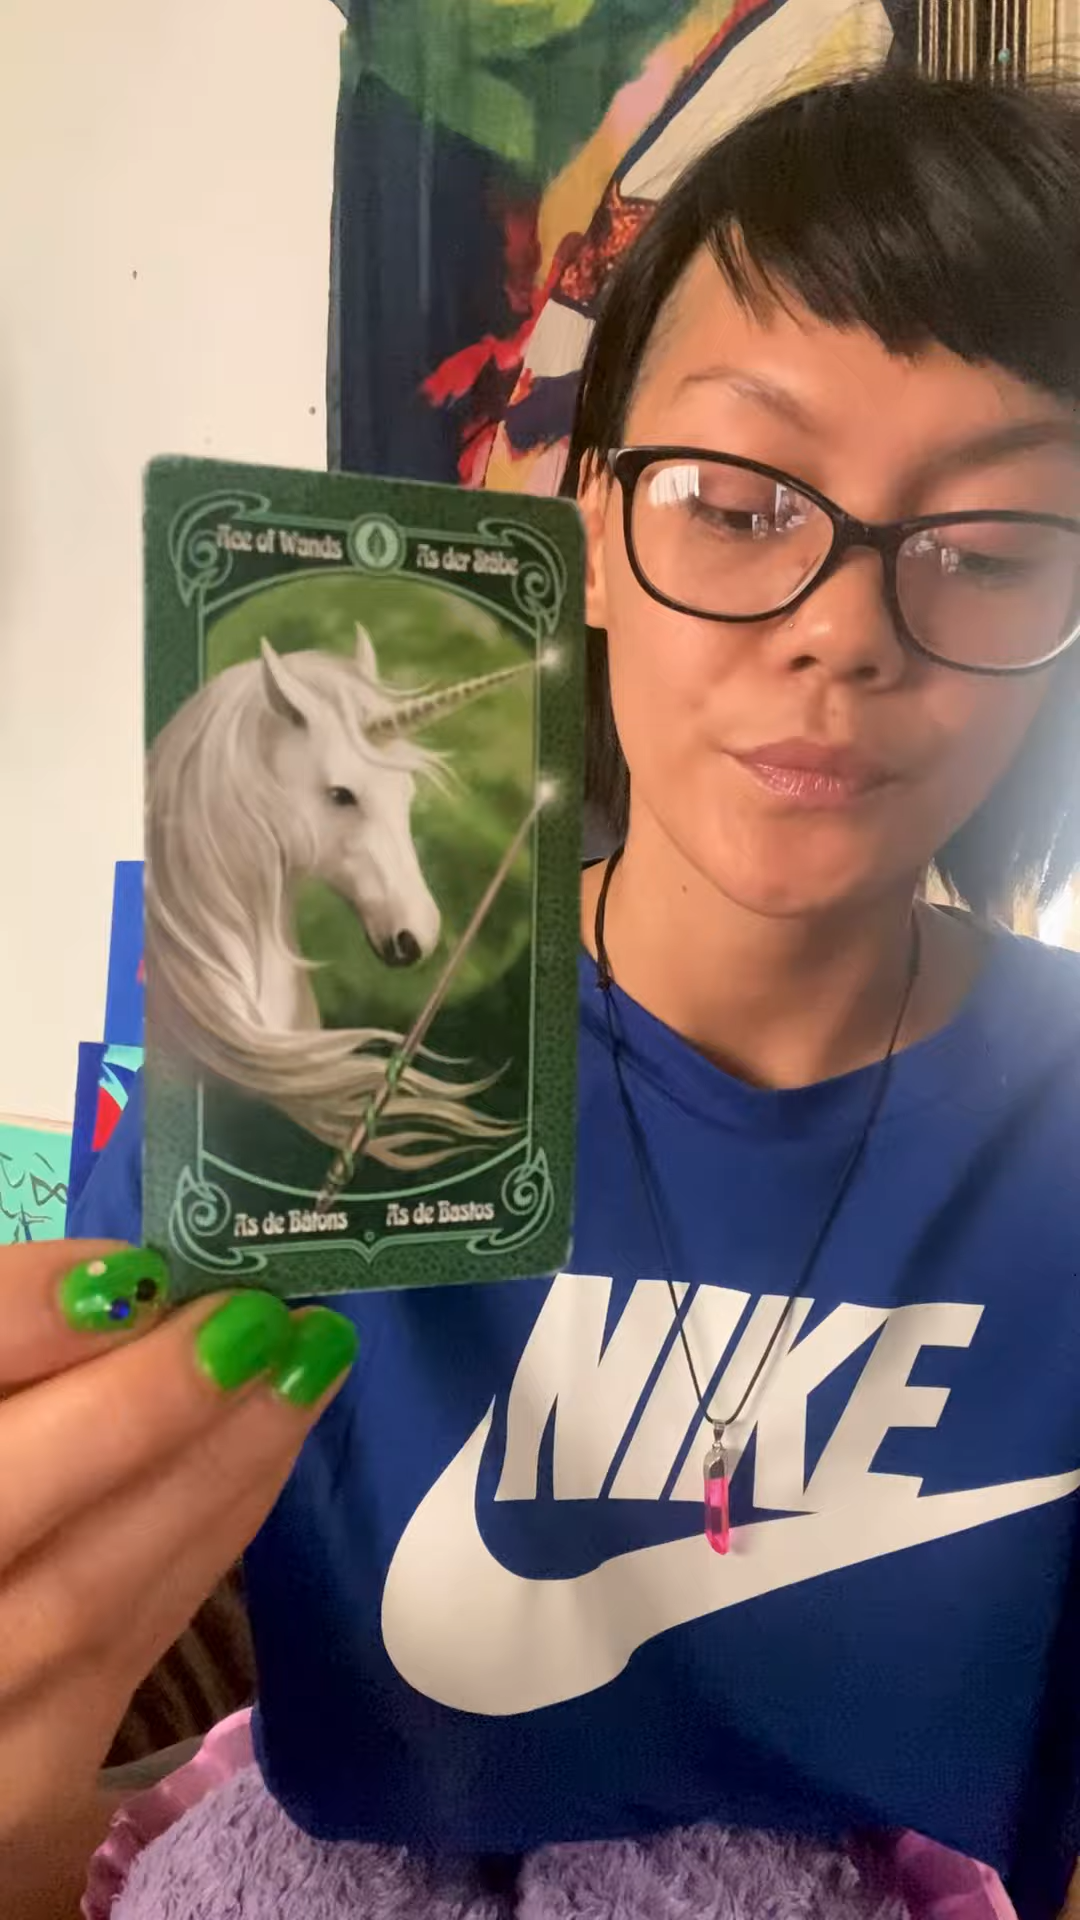 Ace of Wands
As der Stäbe
As de Bâtons
As de Bastos
NIKE